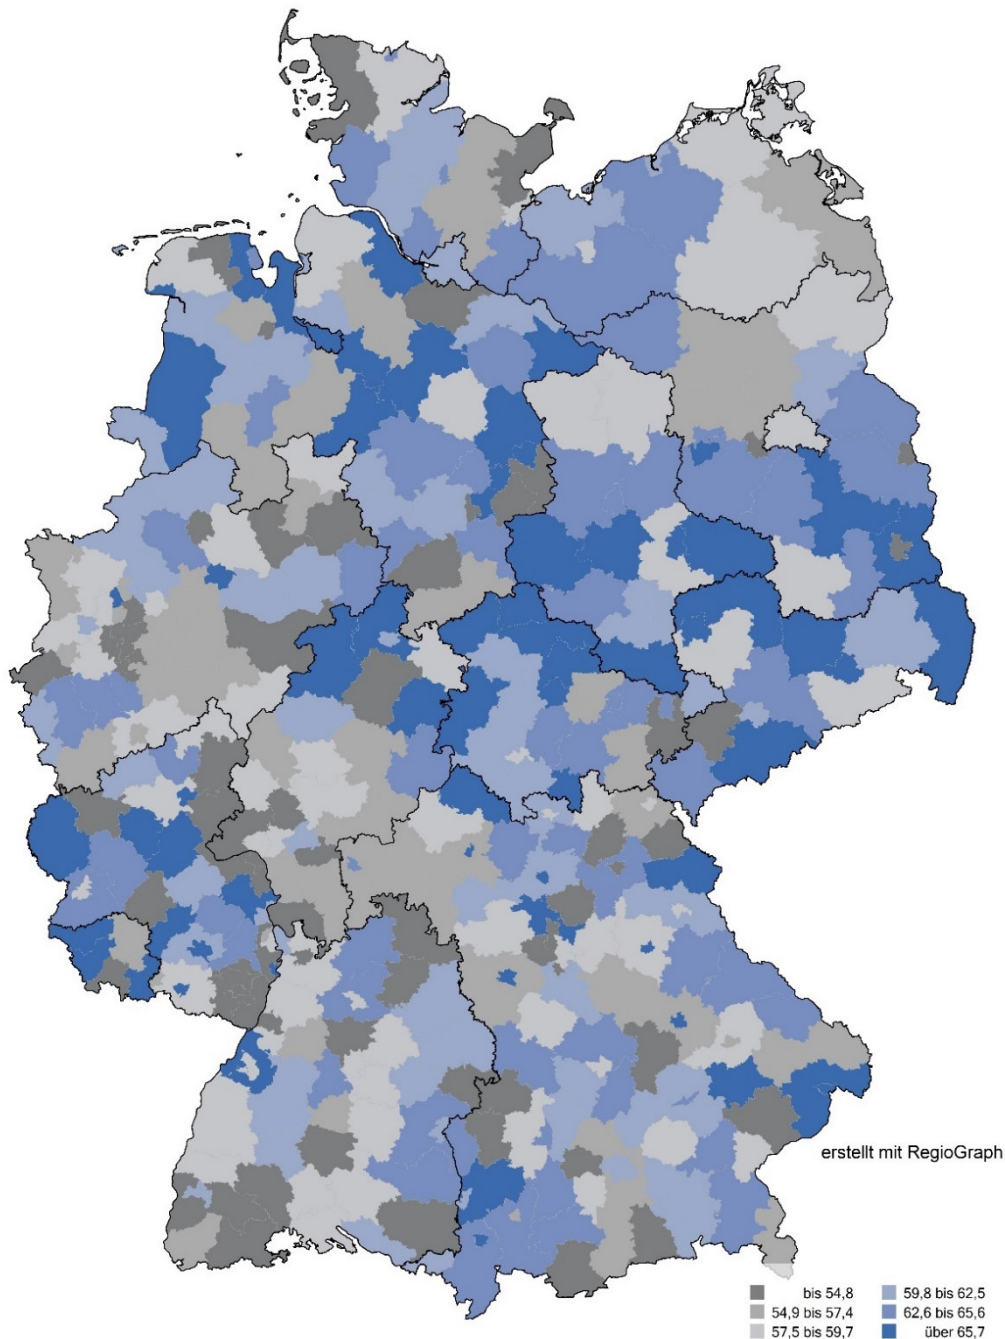 erstellt mit RegioGraph
bis 54,8
54,9 bis 57,4
57,5 bis 59,7
59,8 bis 62,5
62,6 bis 65,6
über 65,7